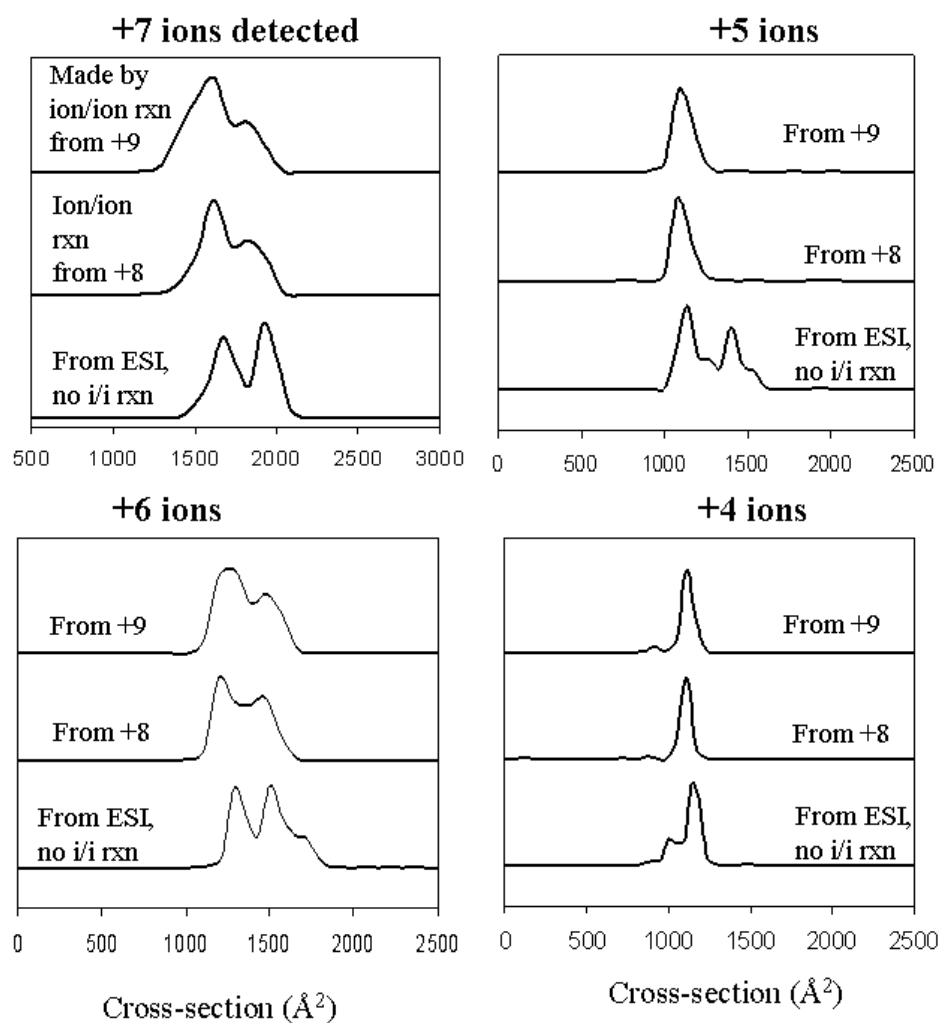 +7 ions detected
Made by
ion/ion rxn
from +9
Ion/ion
rxn
from +8
From ESI,
no i/i rxn
500 1000 1500 2000 2500 3000
+5 ions
From +9
From +8
From ESI,
no i/i rxn
0 500 1000 1500 2000 2500
+6 ions
From +9
From +8
From ESI,
no i/i rxn
0 500 1000 1500 2000 2500
Cross-section (Å²)
+4 ions
From +9
From +8
From ESI,
no i/i rxn
0 500 1000 1500 2000 2500
Cross-section (Å²)